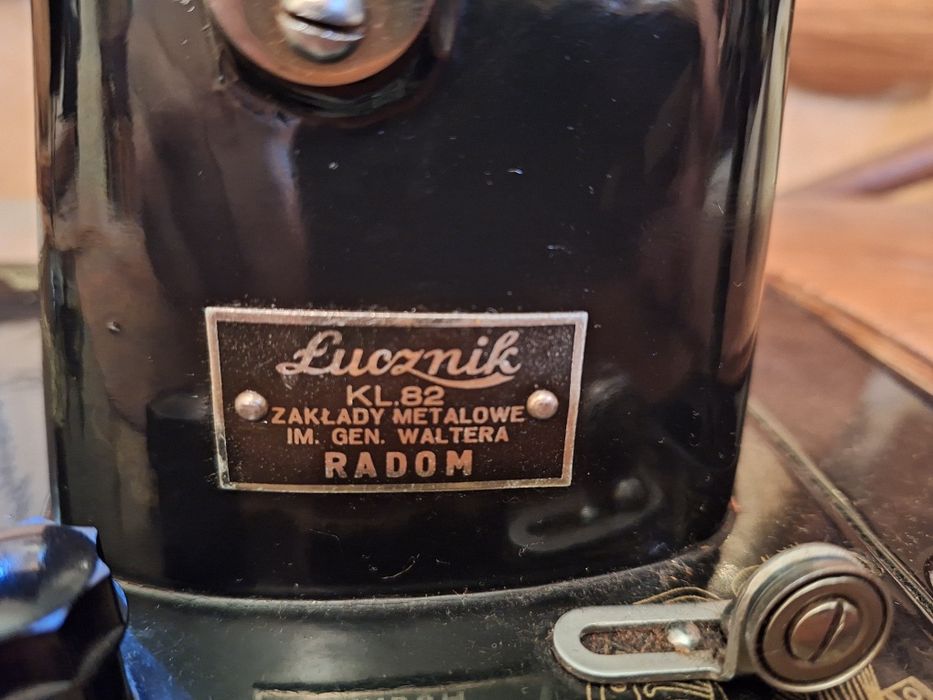 Łucznik
KL.82
ZAKŁADY METALOWE
IM. GEN. WALTERA
RADOM